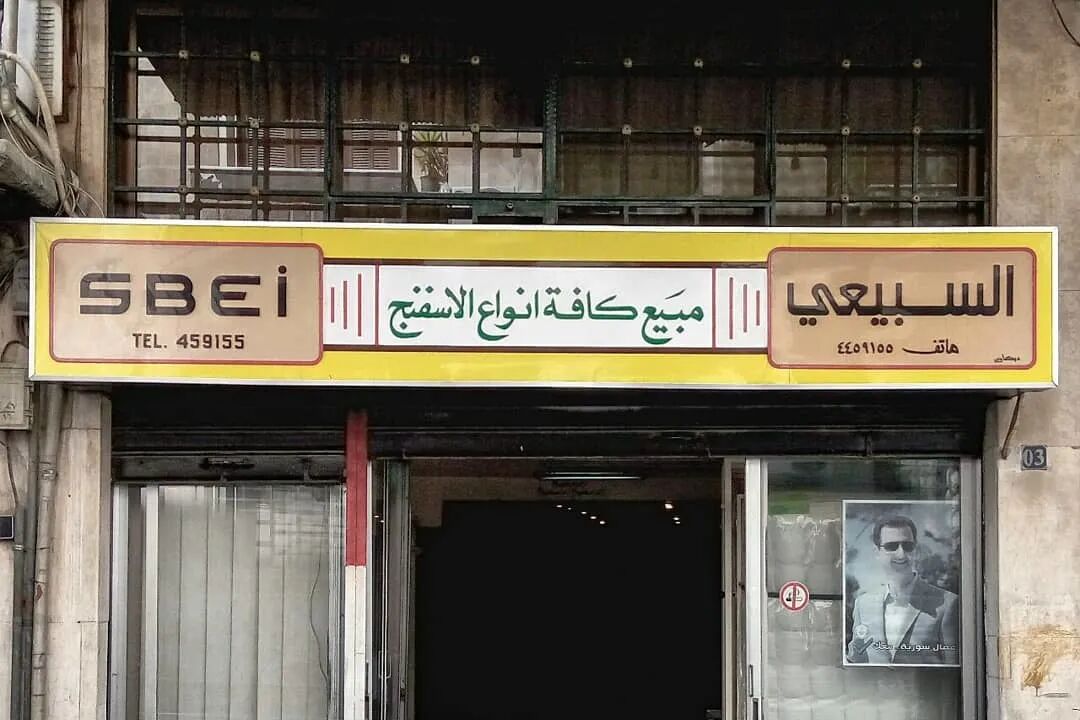 SBEi
TEL. 459155
مبيع كافة انواع الاسفنج
السبيعي
هاتف ٤٤٥٩١٥٥
03